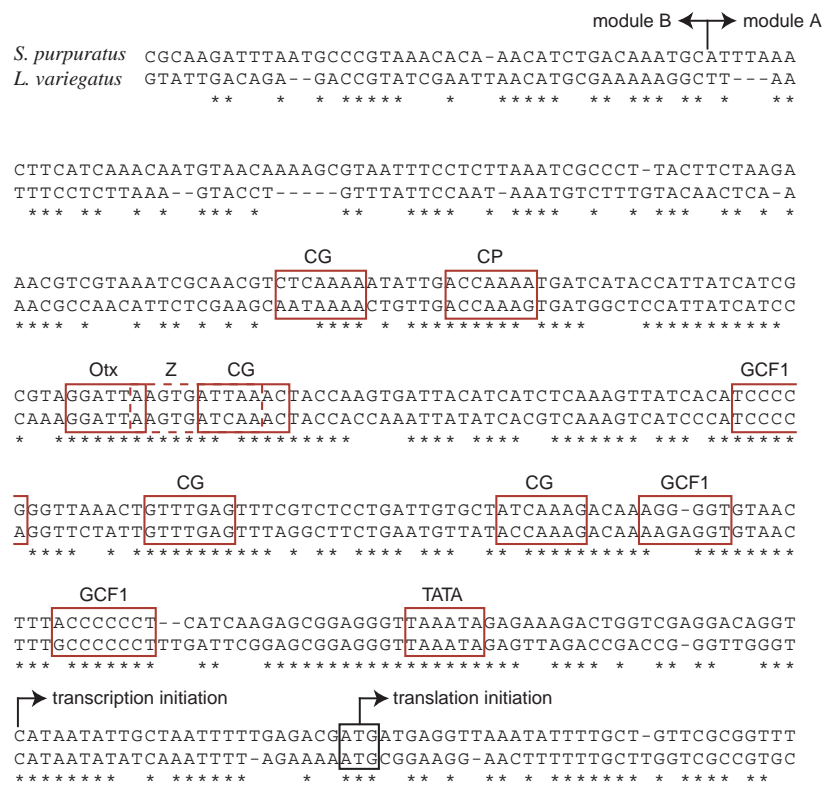 module B module A
S. purpuratus CGCAAGATTTAATGCCCGTAAACACA-AACATCTGACAAATGCATTTAAA
L. variegatus GTATTGACAGA--GACCGTATCGAATTAACATGCGAAAAAGGCTT---AA
** * * ***** * **** * *** * ** * **
CTTCATCAAACAATGTAACAAAAGCGTAATTTCCTCTTAAATCGCCCT-TACTTCTAAGA
TTTCCTCTTAAA--GTACCT-----GTTTATTCCAAT-AAATGTCTTTGTACAACTCA-A
*** ** * * *** * ** **** * **** * * *** ** * *
CG CP
AACGTCGTAAATCGCAACGTCTCAAAAATATTGACCAAAATGATCATACCATTATCATCG
AACGCCAACATTCTCGAAGCAATAAAACTGTTGACCAAAGTGATGGCTCCATTATCATCC
**** * * ** * * **** * ********* **** ***********
Otx Z CG GCF1
CGTAGGATTAAGTGATTAAACTACCAAGTGATTACATCATCTCAAAGTTATCACATCCCC
CAAAGGATTAAGTGATCAAACTACCACCAAATTATATCACGTCAAAGTCATCCCATCCCC
* ************ ********* **** **** ******* *** *******
CG CG GCF1
GGGTTAAACTGTTTGAGTTTCGTCTCCTGATTGTGCTATCAAAGACAAAGG-GGTGTAAC
AGGTTCTATTGTTTGAGTTTAGGCTTCTGAATGTTATACCAAAGACAAAAGAGGTGTAAC
**** * *********** * ** **** *** ** ********** * ********
GCF1 TATA
TTTACCCCCCT--CATCAAGAGCGGAGGGTTAAATAGAGAAAGACTGGTCGAGGACAGGT
TTTGCCCCCCTTTGATTCGGAGCGGAGGGTTAAATAGAGTTAGACCGACCG-GGTTGGGT
*** ******* ** ******************** **** * ** ** ***
transcription initiation translation initiation
CATAATATTGCTAATTTTTGAGACGATGATGAGGTTAAATATTTTGCT-GTTCGCGGTTT
CATAATATATCAAATTTT-AGAAAAATGCGGAAGG-AACTTTTTTGCTTGGTCGCCGTGC
******** * ****** * * *** ** * ** * ******* * **** **